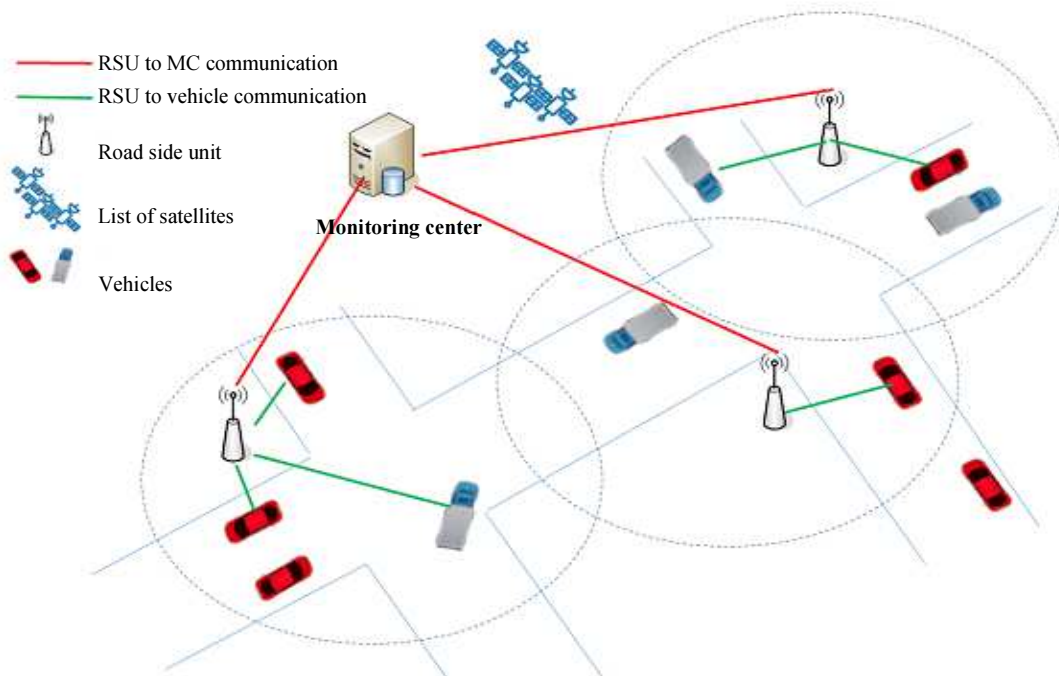 RSU to MC communication
RSU to vehicle communication
Road side unit
List of satellites
Vehicles
Monitoring center